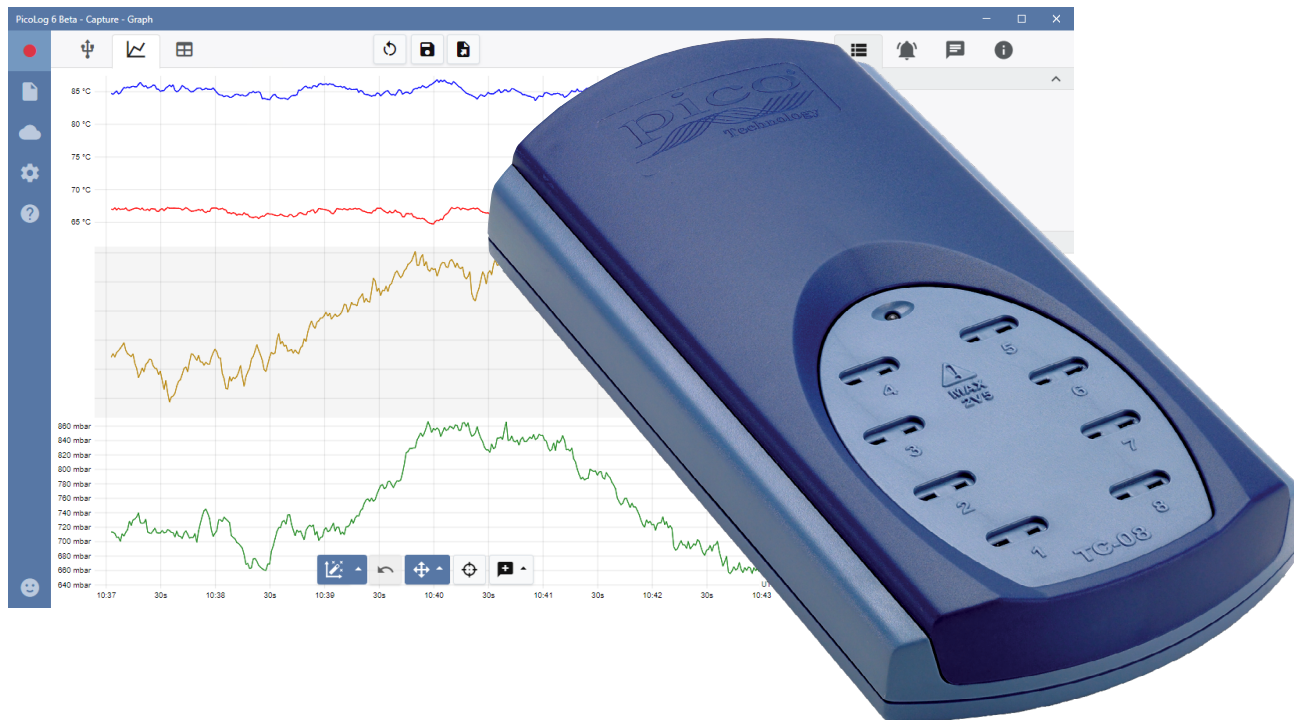 PicoLog 6 Beta - Capture - Graph
85 °C
80 °C
75 °C
70 °C
65 °C
860 mbar
840 mbar
820 mbar
800 mbar
780 mbar
760 mbar
740 mbar
720 mbar
700 mbar
680 mbar
660 mbar
640 mbar
10:37 30s 10:38 30s 10:39 30s 10:40 30s 10:41 30s 10:42 30s 10:43
pico
Technology
5
4
MAX
2V5
6
3
7
2
8
1
TC-08